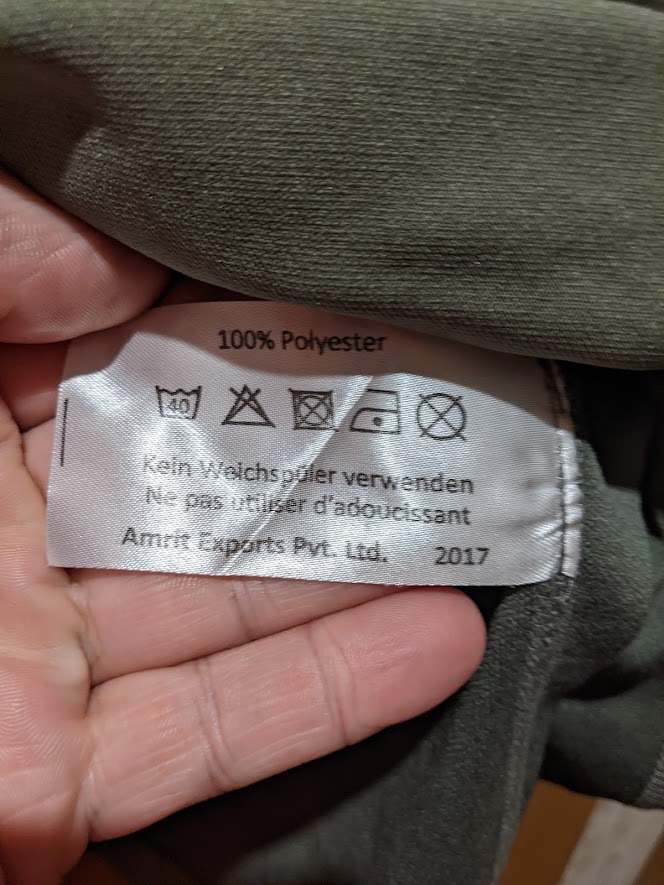 100% Polyester
40
Kein Weichspüler verwenden
Ne pas utiliser d'adoucissant
Amrit Exports Pvt. Ltd. 2017